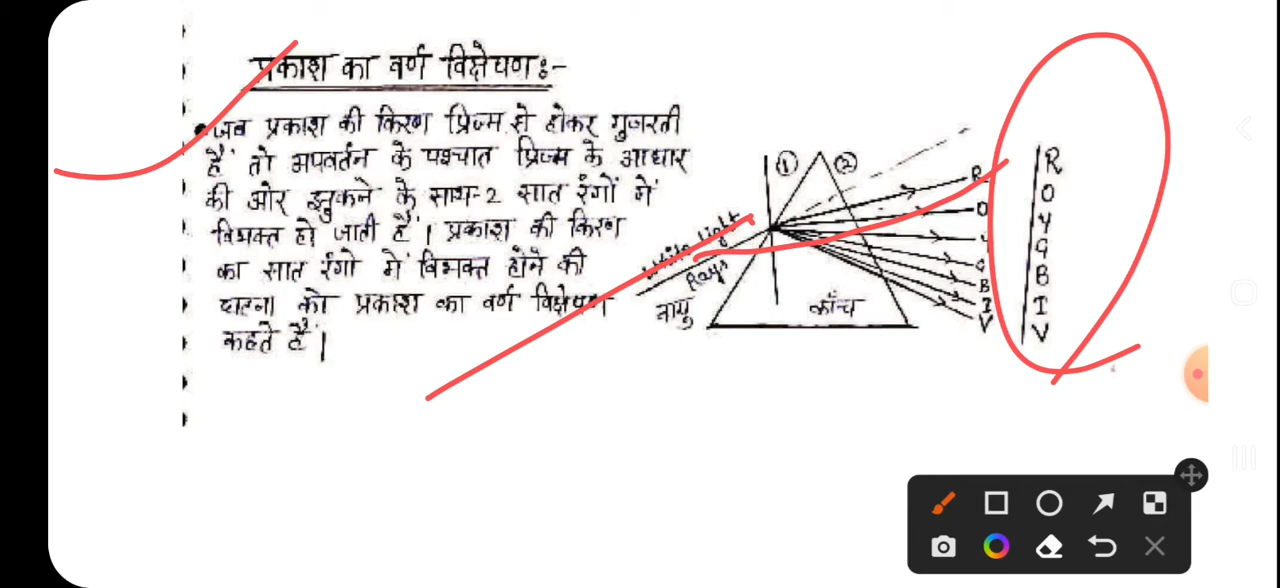 प्रकाश का वर्ण विक्षेपण:-
जब प्रकाश की किरण प्रिज्म से होकर गुजरती
हैं तो अपवर्तन के पश्चात प्रिज्म के आधार
की ओर झुकने के साथ-2 सात रंगों में
विभक्त हो जाती हैं। प्रकाश की किरण
का सात रंगो में विभक्त होने की
घटना को प्रकाश का वर्ण विक्षेपण
कहते हैं।
① ②
White light
Rays
वायु
काँच
R
O
Y
G
B
I
V
R
O
Y
G
B
I
V